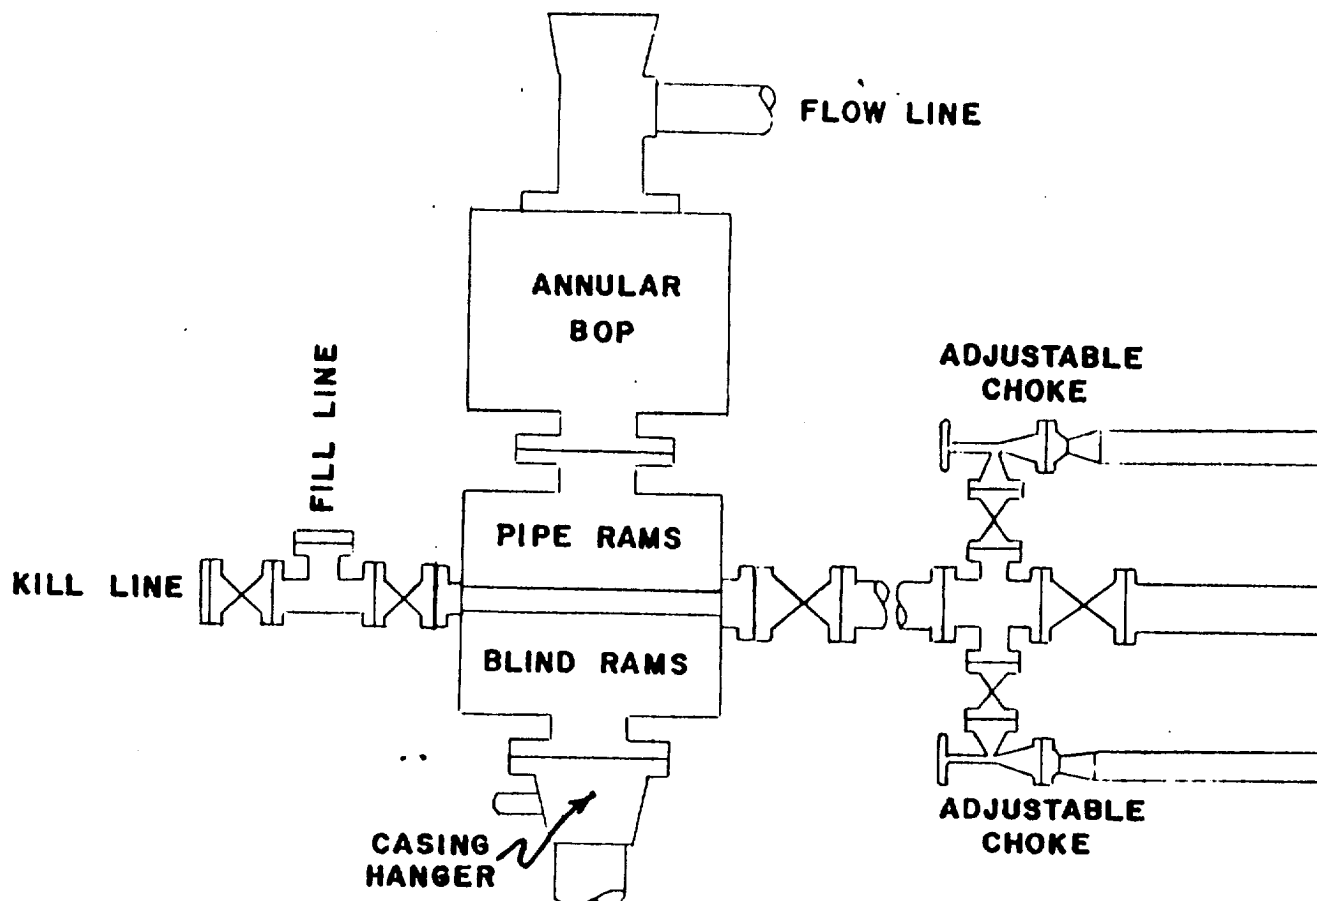 FLOW LINE
ANNULAR
BOP
ADJUSTABLE
CHOKE
FILL LINE
PIPE RAMS
KILL LINE
BLIND RAMS
ADJUSTABLE
CHOKE
CASING
HANGER